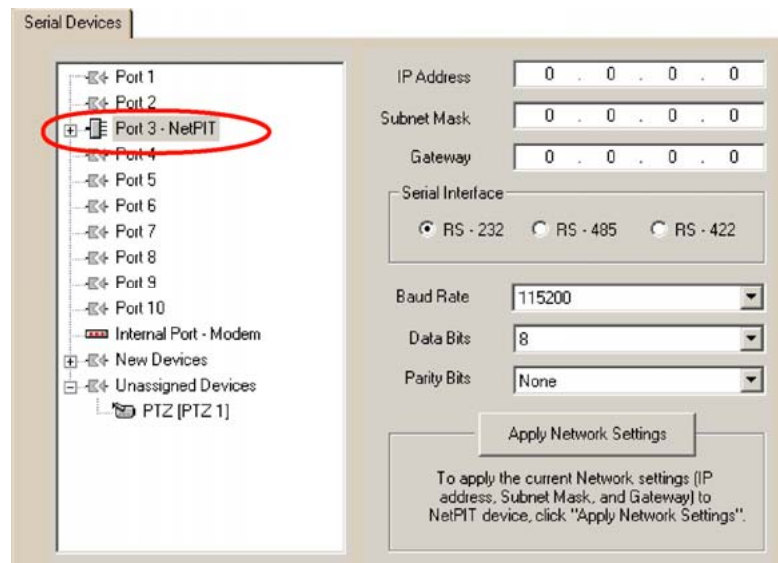 Serial Devices
Port 1
Port 2
Port 3 - NetPIT
Port 4
Port 5
Port 6
Port 7
Port 8
Port 9
Port 10
Internal Port - Modem
New Devices
Unassigned Devices
PTZ [PTZ 1]
IP Address 0 . 0 . 0 . 0
Subnet Mask 0 . 0 . 0 . 0
Gateway 0 . 0 . 0 . 0
Serial Interface
RS - 232 RS - 485 RS - 422
Baud Rate 115200
Data Bits 8
Parity Bits None
Apply Network Settings
To apply the current Network settings (IP
address, Subnet Mask, and Gateway) to
NetPIT device, click "Apply Network Settings".